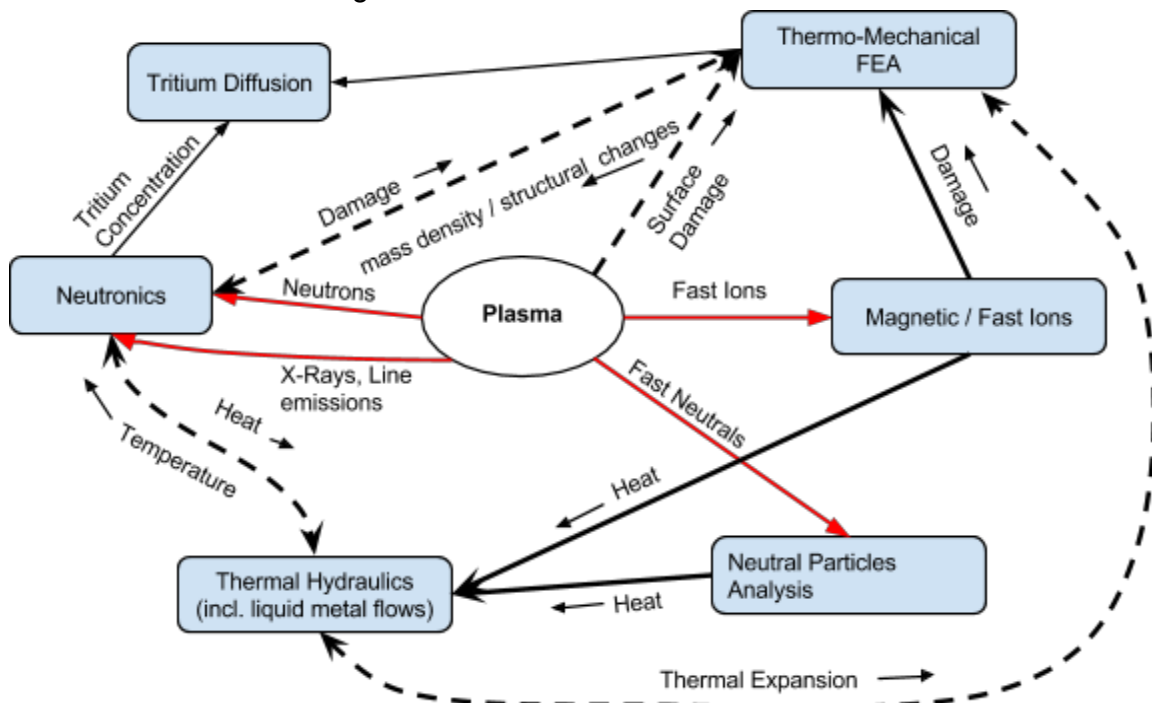 Thermo-Mechanical
FEA
Tritium Diffusion
Tritium
Concentration
Damage
mass density / structural changes
Surface
Damage
Damage
Neutronics
Neutrons
Plasma
Fast Ions
Magnetic / Fast Ions
X-Rays, Line
emissions
Fast Neutrals
Heat
Temperature
Heat
Thermal Hydraulics
(incl. liquid metal flows)
Neutral Particles
Analysis
Heat
Thermal Expansion